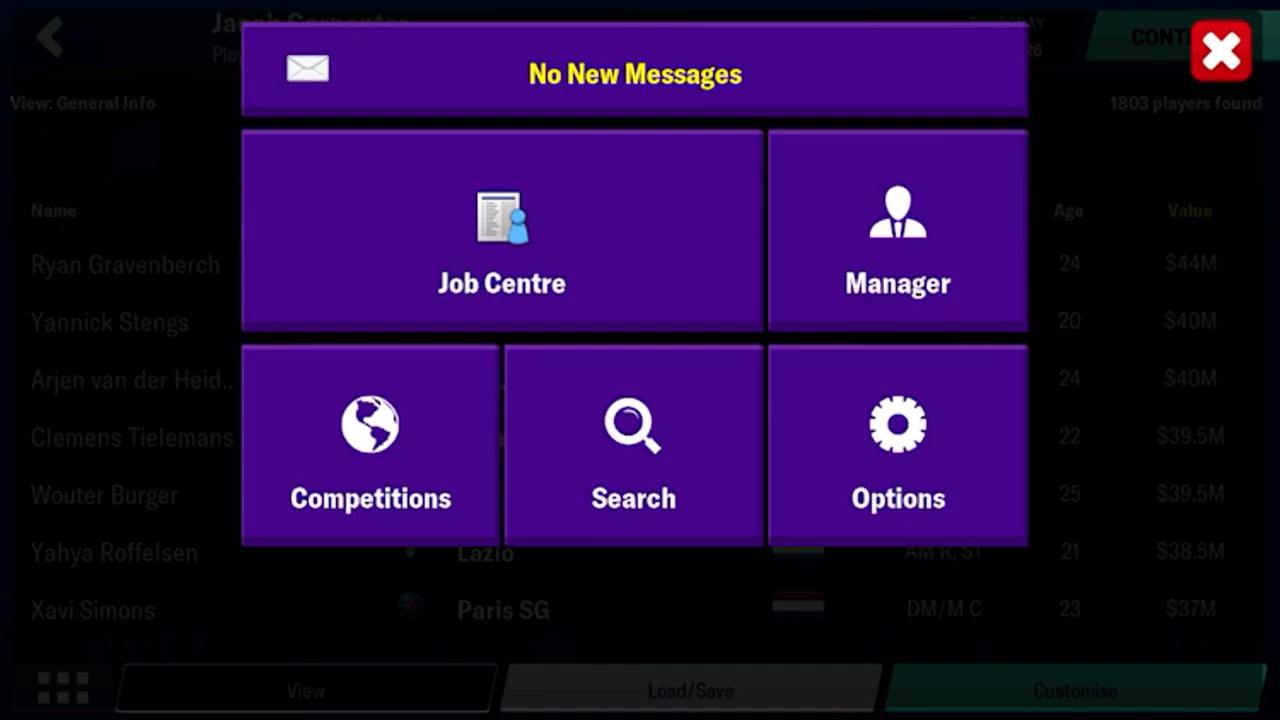 Jacob Carpenter
No New Messages
CONTI
View: General Info
1803 players found
Job Centre
Manager
Name
Age
Value
Ryan Gravenberch
24
$44M
Yannick Stengs
20
$40M
Arjen van der Heid..
24
$40M
Clemens Tielemans
22
$39.5M
Wouter Burger
25
$39.5M
Competitions
Search
Options
Yahya Roffelsen
Lazio
AM R, ST
21
$38.5M
Xavi Simons
Paris SG
DM/M C
23
$37M
View
Load/Save
Customise